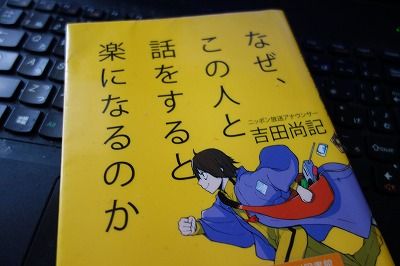 なぜ、
この人と
話をすると
楽になるのか
ニッポン放送アナウンサー
吉田尚記